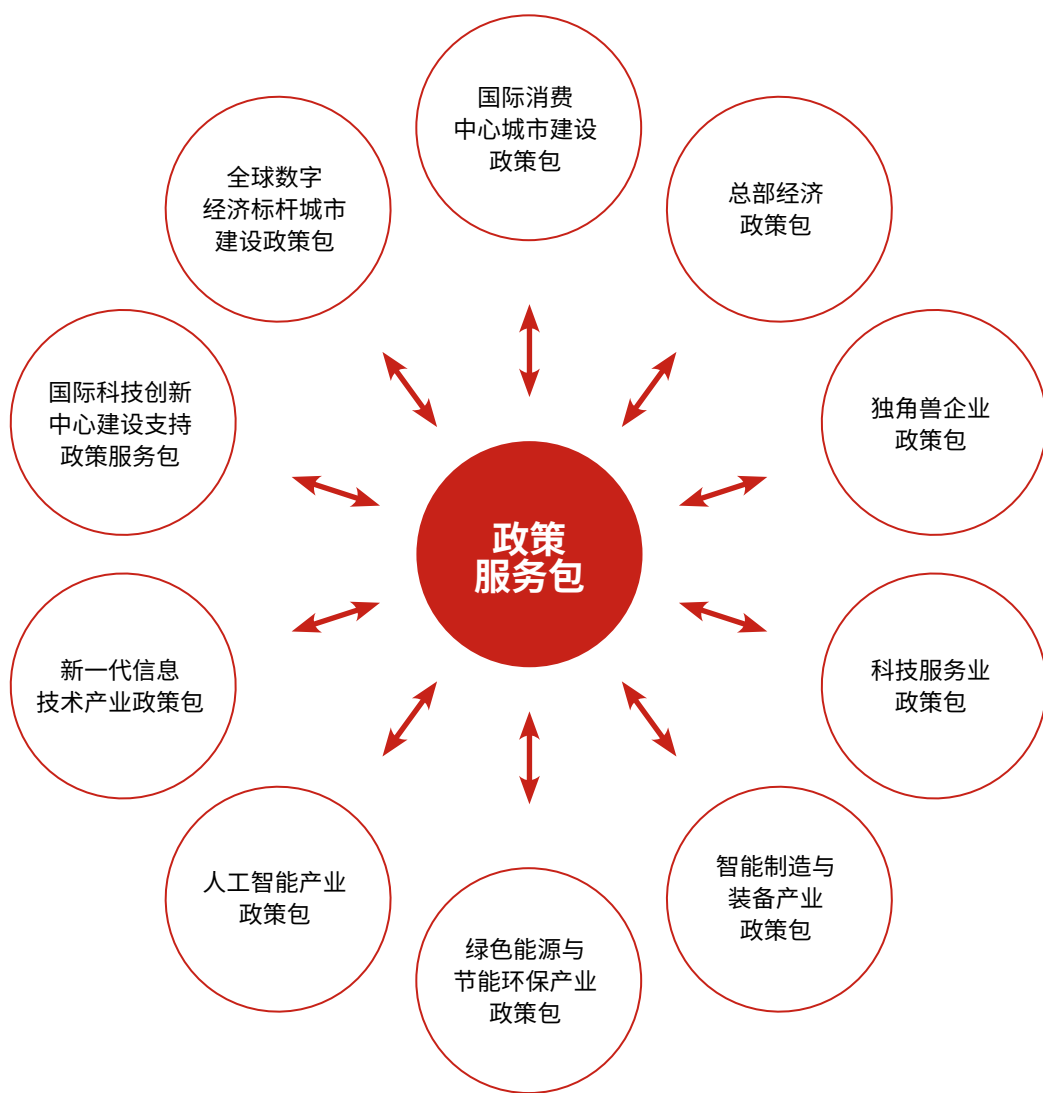 国际消费
中心城市建设
政策包
总部经济
政策包
独角兽企业
政策包
科技服务业
政策包
智能制造与
装备产业
政策包
绿色能源与
节能环保产业
政策包
人工智能产业
政策包
新一代信息
技术产业政策包
国际科技创新
中心建设支持
政策服务包
全球数字
经济标杆城市
建设政策包
政策
服务包